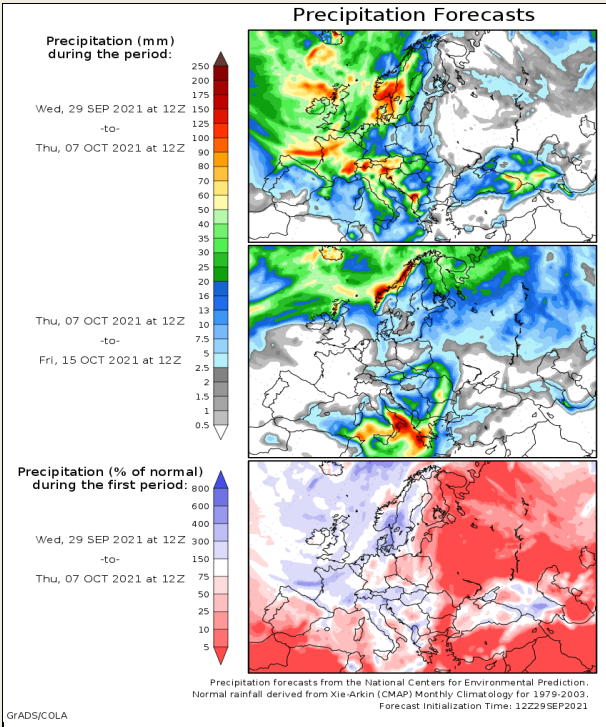 Precipitation Forecasts
Precipitation (mm)
during the period:
Wed, 29 SEP 2021 at 12Z
-to-
Thu, 07 OCT 2021 at 12Z
250
200
175
150
125
100
90
80
70
60
50
40
35
30
25
20
16
13
10
7.5
5
2.5
2
1.5
1
0.5
Thu, 07 OCT 2021 at 12Z
-to-
Fri, 15 OCT 2021 at 12Z
Precipitation (% of normal)
during the first period:
Wed, 29 SEP 2021 at 12Z
-to-
Thu, 07 OCT 2021 at 12Z
800
600
400
300
150
75
50
25
10
5
Precipitation forecasts from the National Centers for Environmental Prediction.
Normal rainfall derived from Xie-Arkin (CMAP) Monthly Climatology for 1979-2003.
Forecast Initialization Time: 12Z29SEP2021
GrADS/COLA